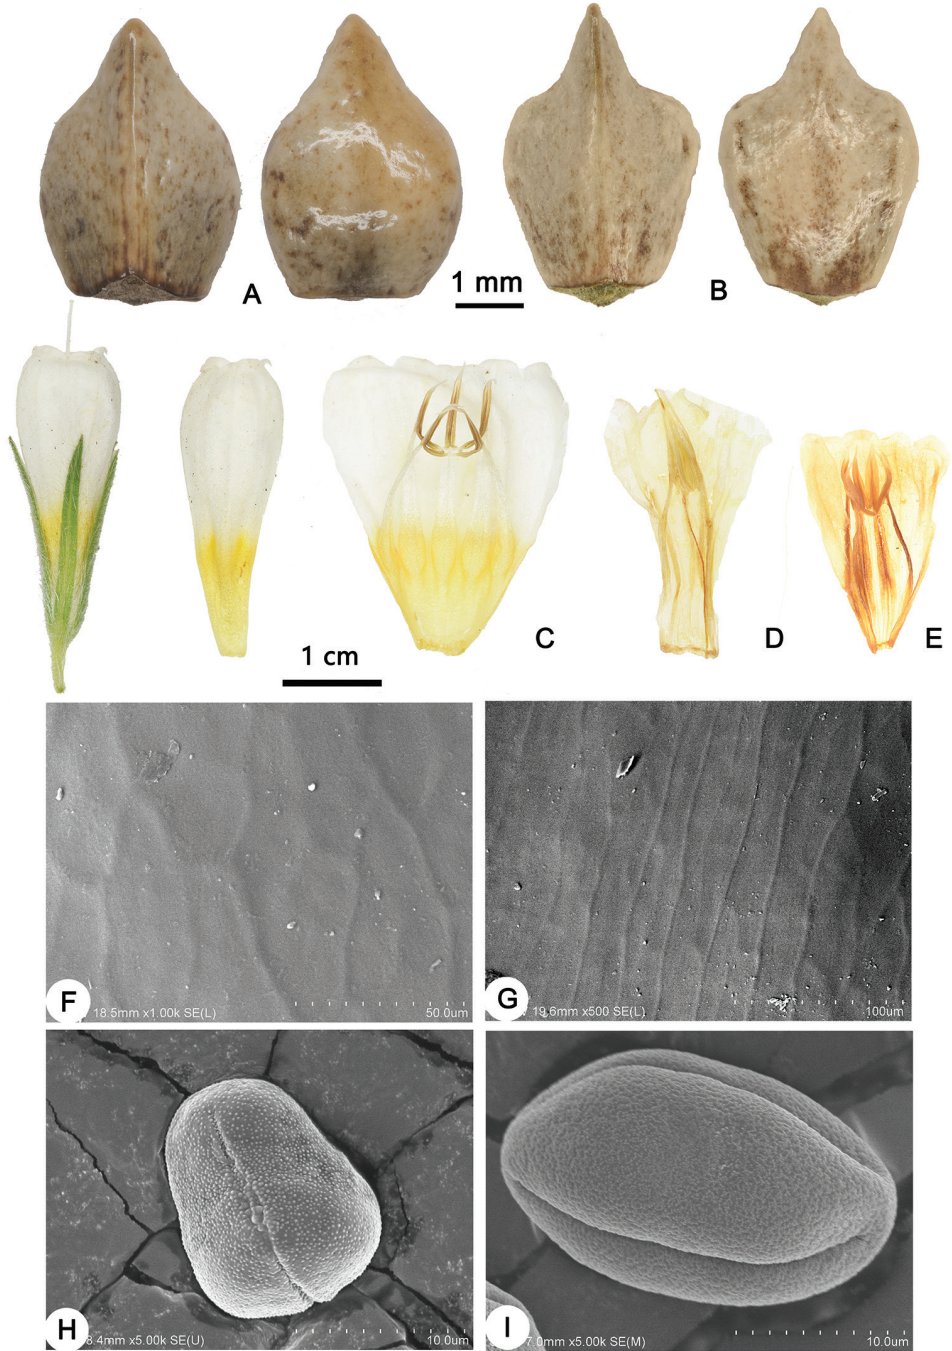 A
1 mm
B
C
D
E
1 cm
F
18.5mm x1.00k SE(L)
50.0um
G
19.6mm x500 SE(L)
100um
H
8.4mm x5.00k SE(U)
10.0um
I
7.0mm x5.00k SE(M)
10.0um